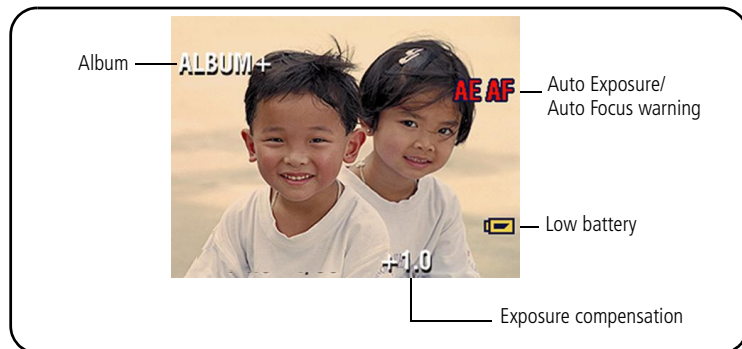 Album
ALBUM+
AE AF
Auto Exposure/
Auto Focus warning
Low battery
+1.0
Exposure compensation